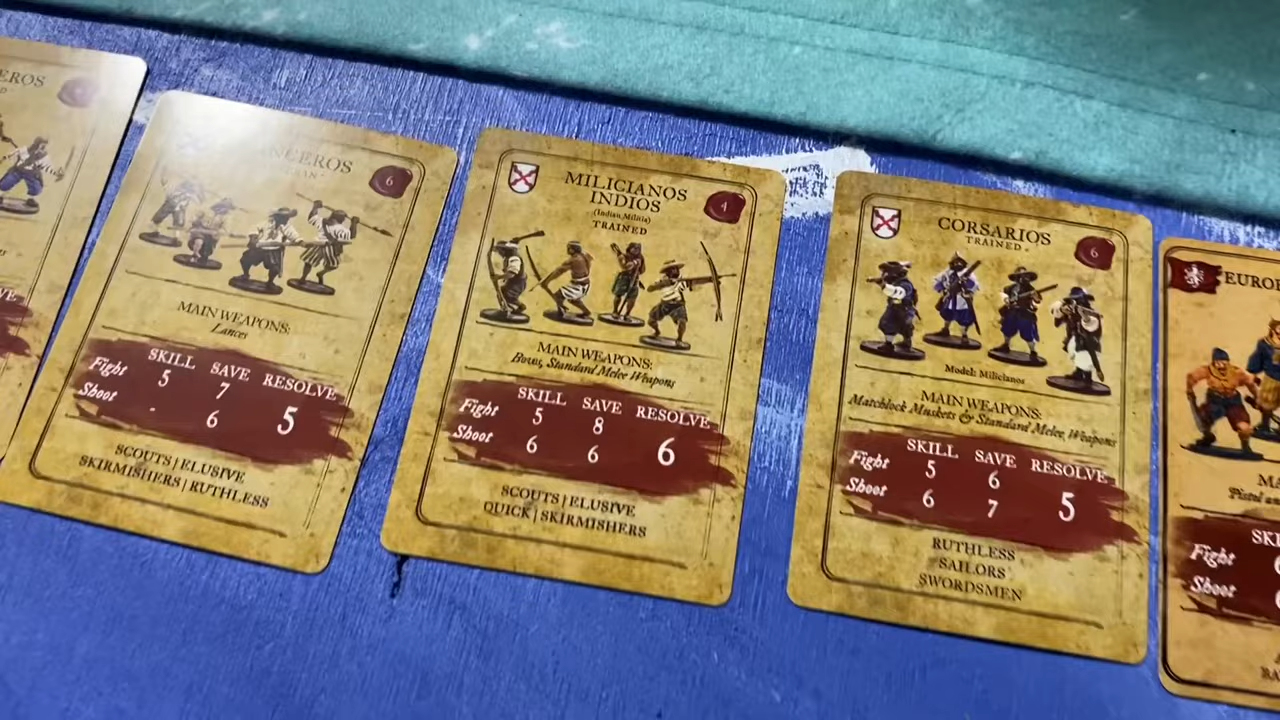 6
MAIN WEAPONS:
Lances
SKILL SAVE RESOLVE
Fight 5 7 5
Shoot - 6
SCOUTS | ELUSIVE
SKIRMISHERS | RUTHLESS
MILICIANOS
INDIOS
4
(Indian Militia)
TRAINED
MAIN WEAPONS:
Bows, Standard Melee Weapons
SKILL SAVE RESOLVE
Fight 5 8 6
Shoot 6 6
SCOUTS | ELUSIVE
QUICK | SKIRMISHERS
CORSARIOS
6
TRAINED
Model: Milicianos
MAIN WEAPONS:
Matchlock Muskets & Standard Melee Weapons
SKILL SAVE RESOLVE
Fight 5 6 5
Shoot 6 7
RUTHLESS
SAILORS
SWORDSMEN
Fight
Shoot